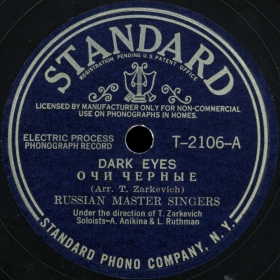 STANDARD
REGISTRATION PENDING U.S. PATENT OFFICE
LICENSED BY MANUFACTURER ONLY FOR NON-COMMERCIAL
USE ON PHONOGRAPHS IN HOMES.
ELECTRIC PROCESS
PHONOGRAPH RECORD
T-2106-A
DARK EYES
ОЧИ ЧЕРНЫЕ
(Arr. T. Zarkevich)
RUSSIAN MASTER SINGERS
Under the direction of T. Zarkevich
Soloists-A. Anikina & L. Ruthman
STANDARD PHONO COMPANY, N. Y.